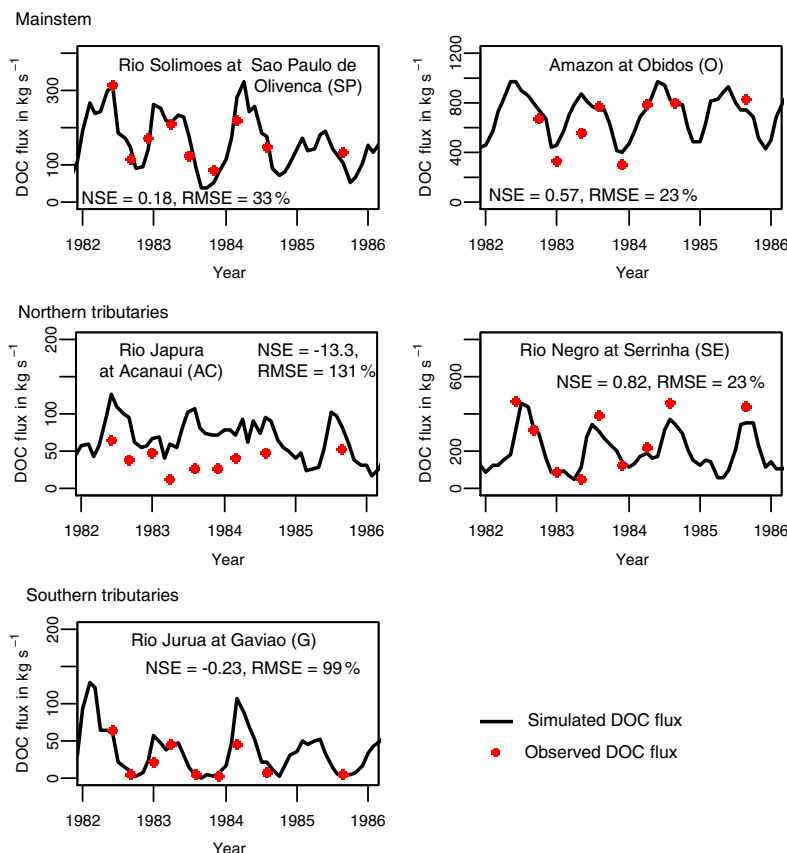 Mainstem
Rio Solimoes at Sao Paulo de
Olivenca (SP)
NSE = 0.18, RMSE = 33 %
DOC flux in kg s−1
0 100 300
1982 1983 1984 1985 1986
Year
Amazon at Obidos (O)
NSE = 0.57, RMSE = 23 %
DOC flux in kg s−1
0 400 800 1200
1982 1983 1984 1985 1986
Year
Northern tributaries
Rio Japura
at Acanaui (AC)
NSE = -13.3,
RMSE = 131 %
DOC flux in kg s−1
0 50 100 200
1982 1983 1984 1985 1986
Year
Rio Negro at Serrinha (SE)
NSE = 0.82, RMSE = 23 %
DOC flux in kg s−1
0 200 400 800
1982 1983 1984 1985 1986
Year
Southern tributaries
Rio Jurua at Gaviao (G)
NSE = -0.23, RMSE = 99 %
DOC flux in kg s−1
0 50 100 200
1982 1983 1984 1985 1986
Year
Simulated DOC flux
Observed DOC flux